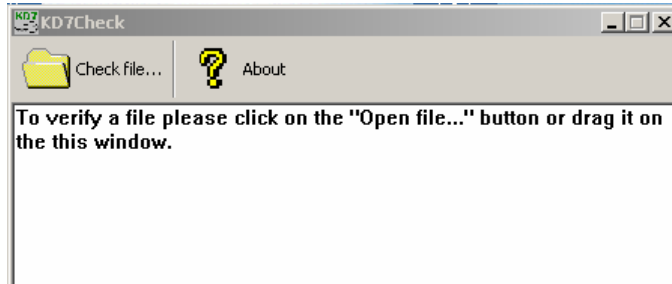 KD7 KD7Check
Check file... About
To verify a file please click on the "Open file..." button or drag it on
the this window.